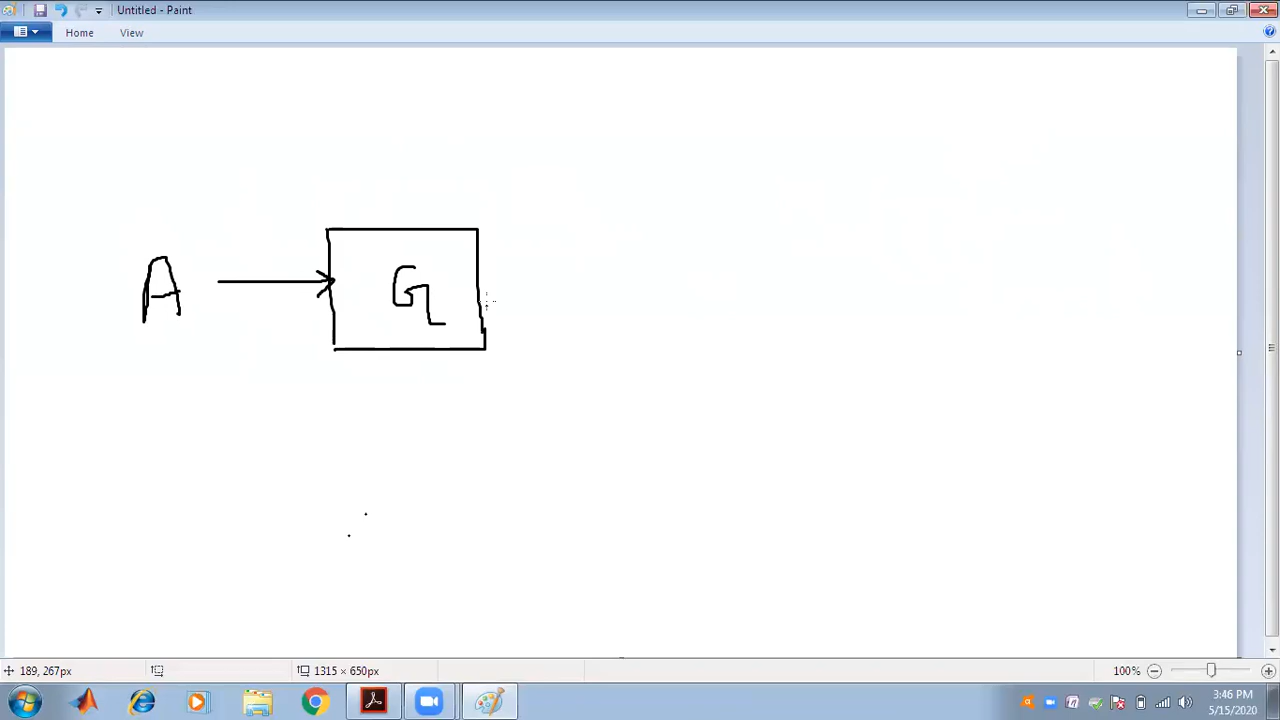 Untitled - Paint
Home View
A G
189, 267px 1315 × 650px 100%
3:46 PM
5/15/2020